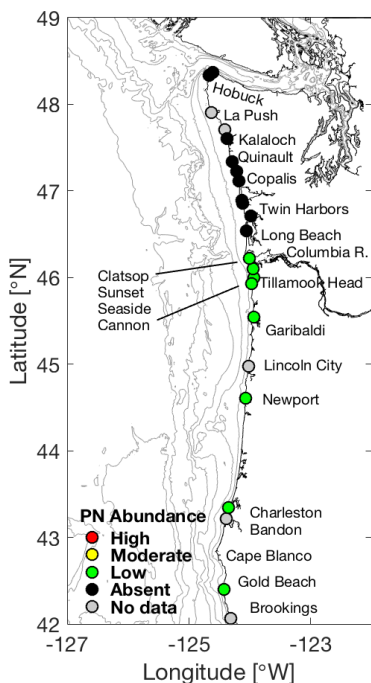 49
48
47
46
45
44
43
42
Latitude [°N]
Hobuck
La Push
Kalaloch
Quinault
Copalis
Twin Harbors
Long Beach
Columbia R.
Clatsop
Sunset
Seaside
Cannon
Tillamook Head
Garibaldi
Lincoln City
Newport
Charleston
Bandon
Cape Blanco
Gold Beach
Brookings
PN Abundance
High
Moderate
Low
Absent
No data
-127
-125
-123
Longitude [°W]